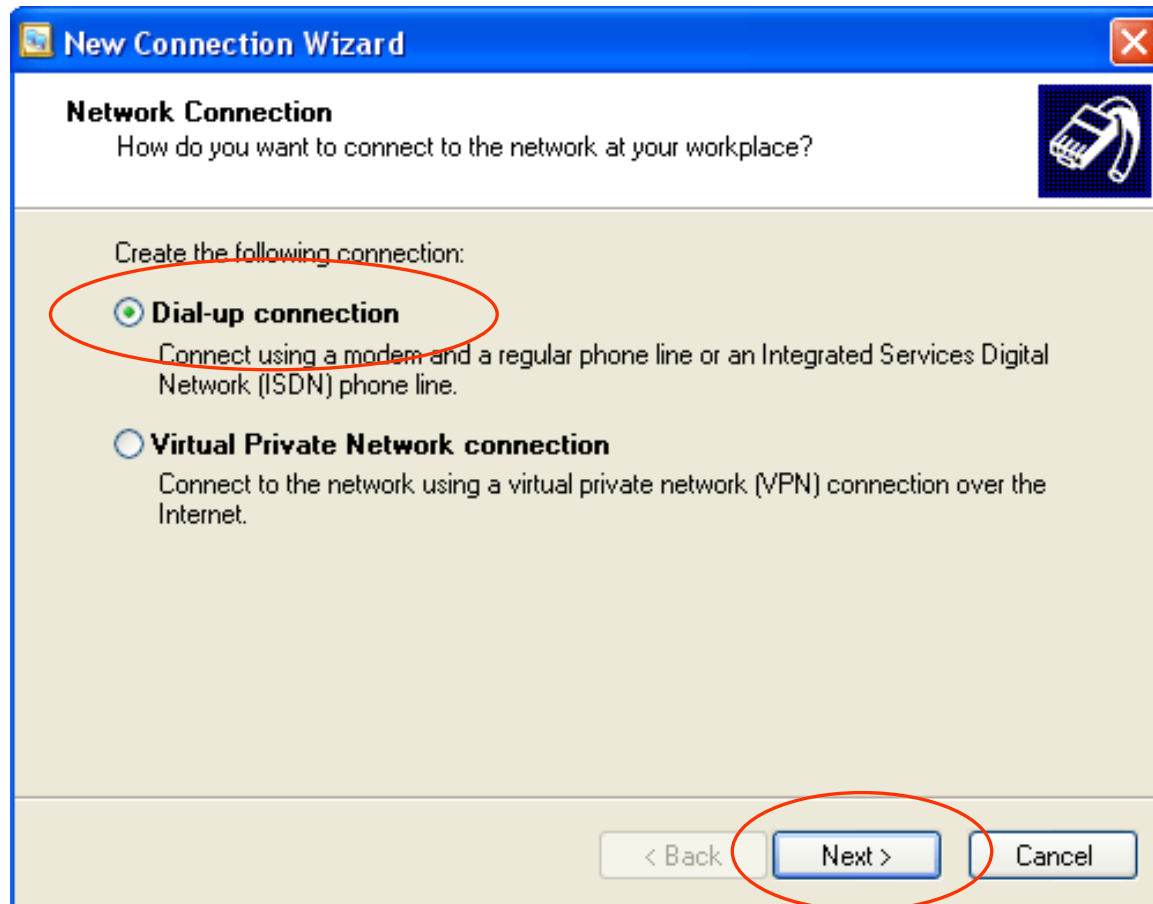 New Connection Wizard
Network Connection
How do you want to connect to the network at your workplace?
Create the following connection:
Dial-up connection
Connect using a modem and a regular phone line or an Integrated Services Digital
Network (ISDN) phone line.
Virtual Private Network connection
Connect to the network using a virtual private network (VPN) connection over the
Internet.
< Back
Next >
Cancel